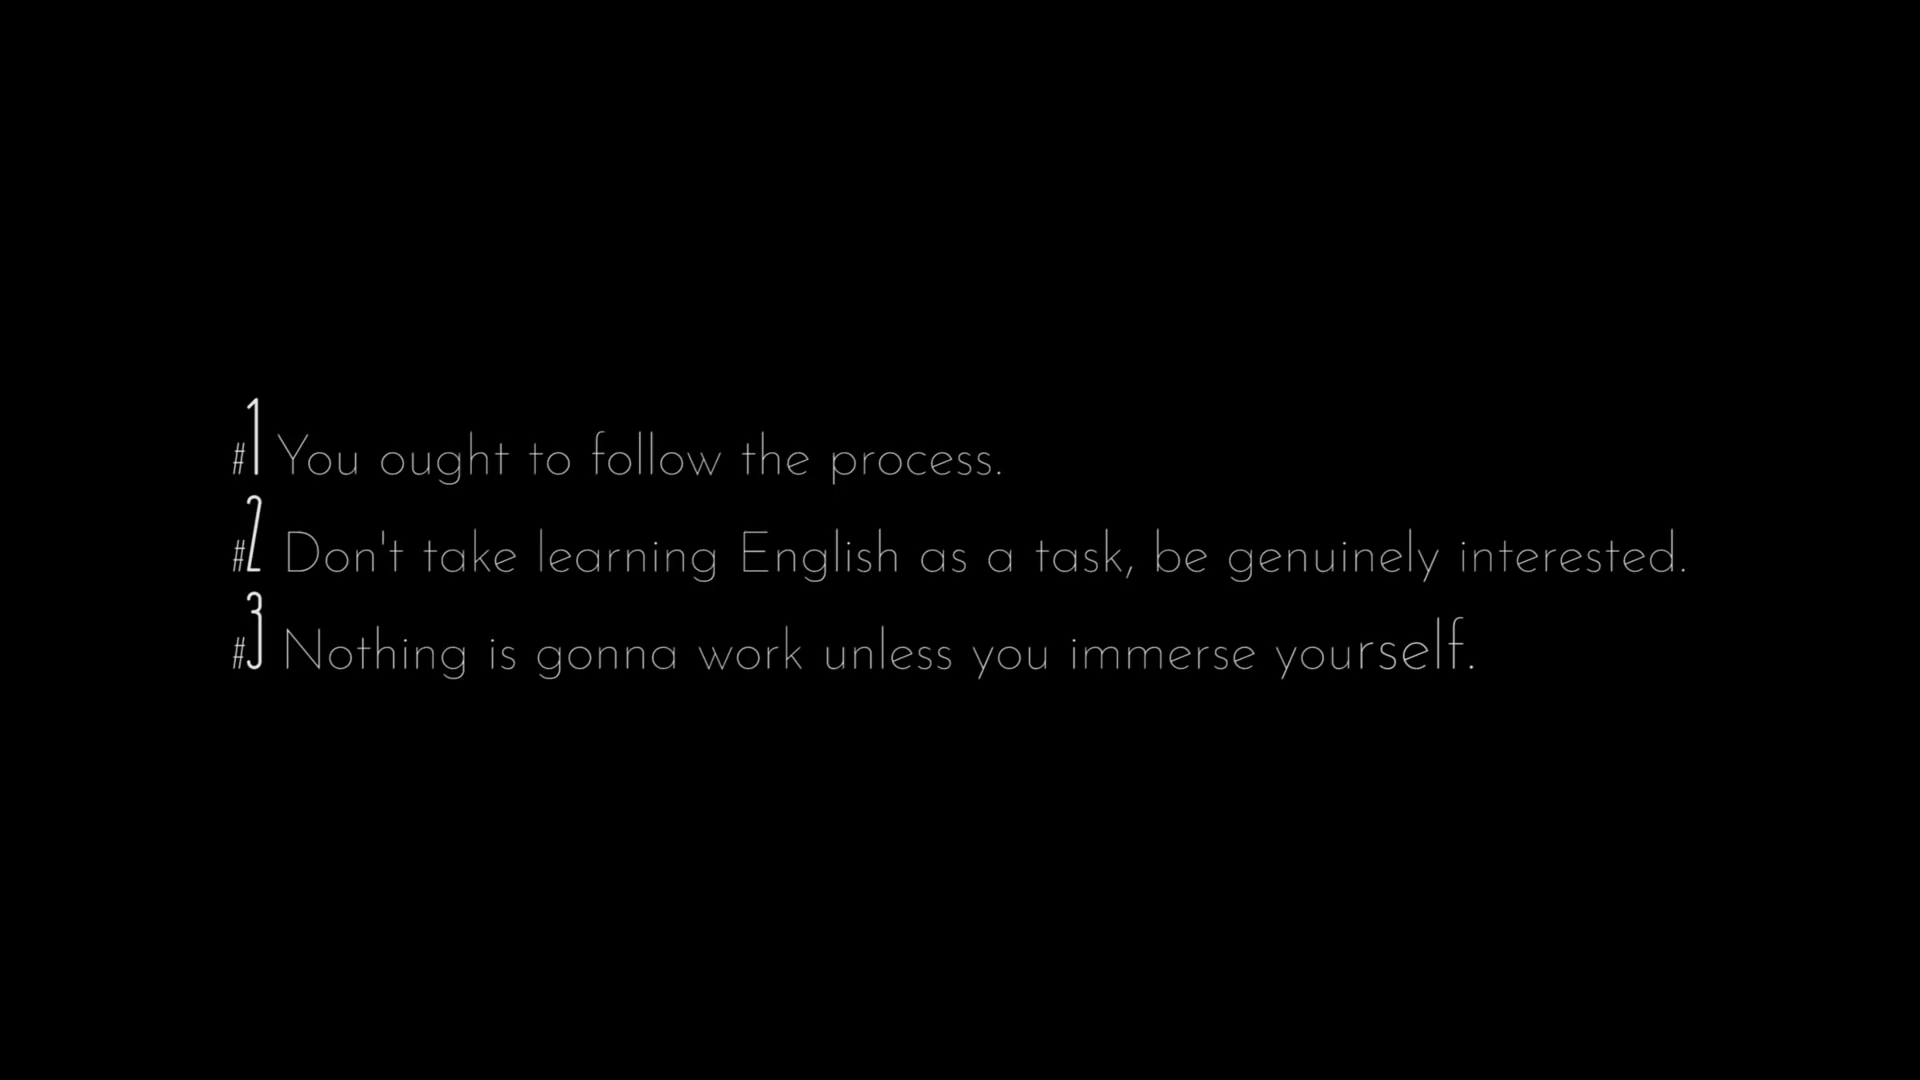 #1 You ought to follow the process.
#2 Don't take learning English as a task, be genuinely interested.
#3 Nothing is gonna work unless you immerse yourself.